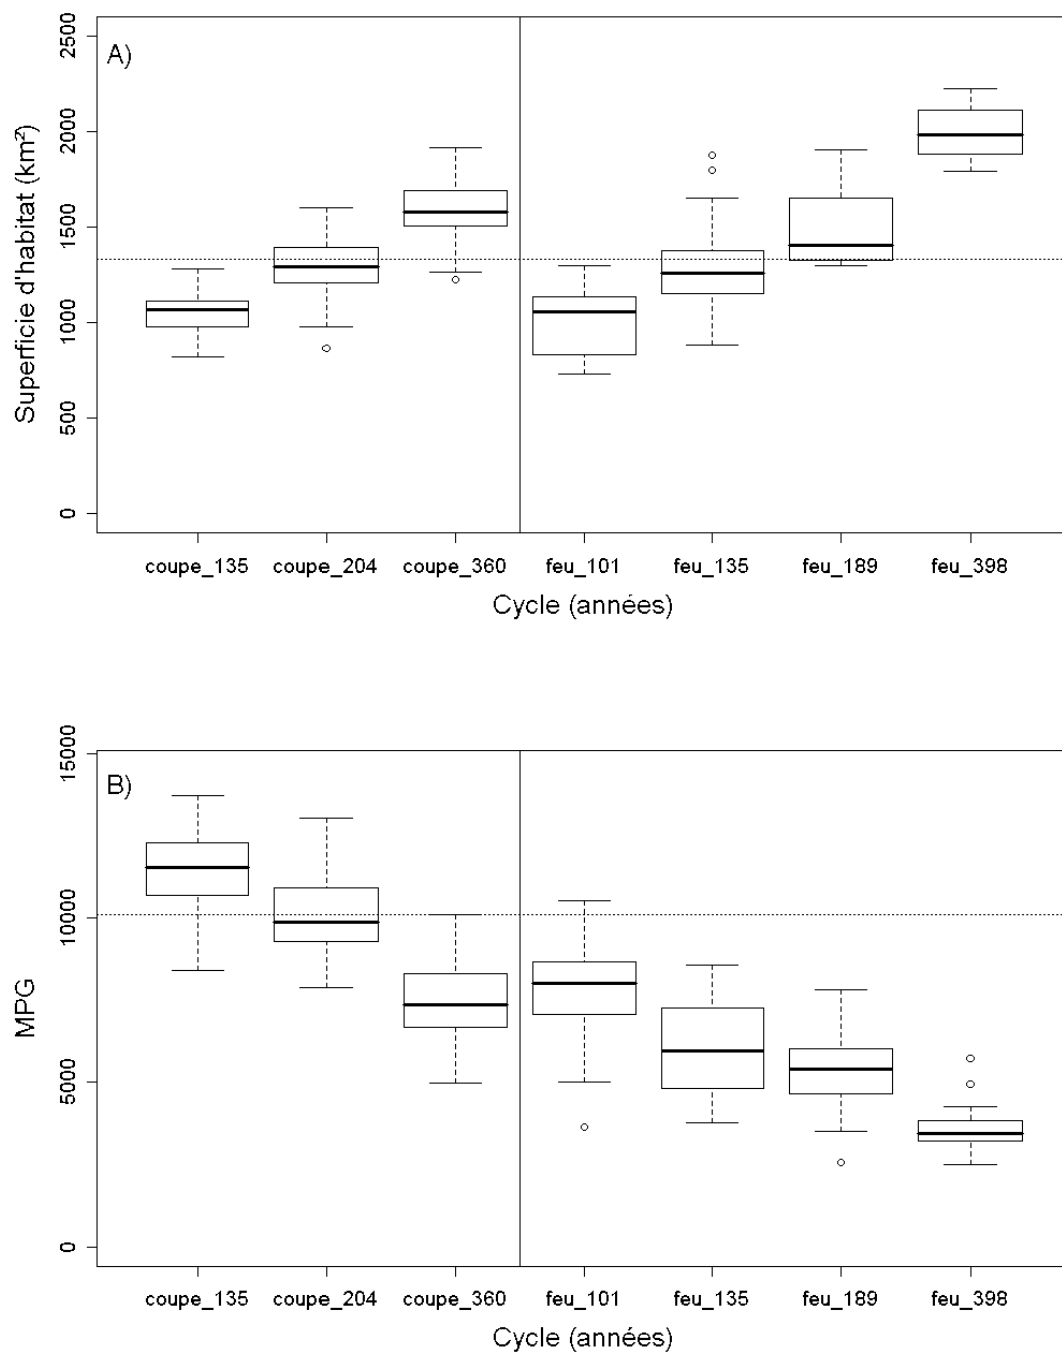 A)
Superficie d'habitat (km²)
2500
2000
1500
1000
500
0
coupe_135 coupe_204 coupe_360 feu_101 feu_135 feu_189 feu_398
Cycle (années)
B)
MPG
15000
10000
5000
0
coupe_135 coupe_204 coupe_360 feu_101 feu_135 feu_189 feu_398
Cycle (années)